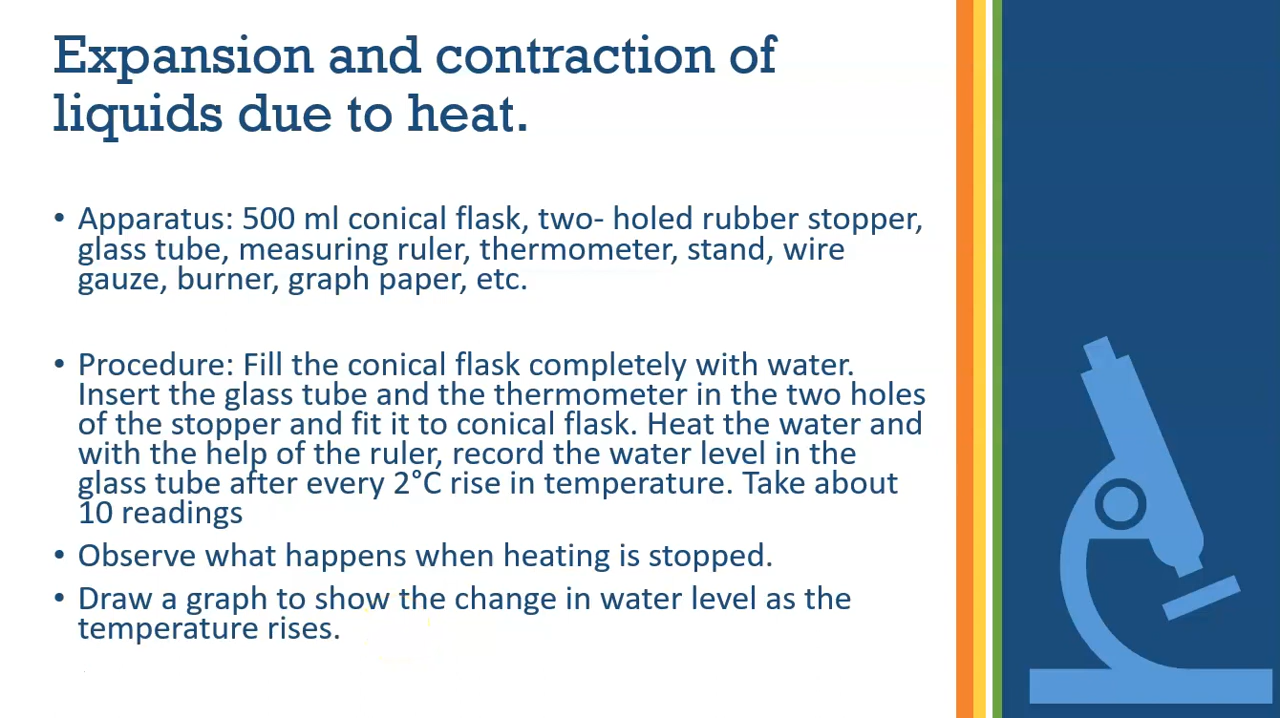 Expansion and contraction of
liquids due to heat.
• Apparatus: 500 ml conical flask, two- holed rubber stopper,
glass tube, measuring ruler, thermometer, stand, wire
gauze, burner, graph paper, etc.
• Procedure: Fill the conical flask completely with water.
Insert the glass tube and the thermometer in the two holes
of the stopper and fit it to conical flask. Heat the water and
with the help of the ruler, record the water level in the
glass tube after every 2°C rise in temperature. Take about
10 readings
• Observe what happens when heating is stopped.
• Draw a graph to show the change in water level as the
temperature rises.